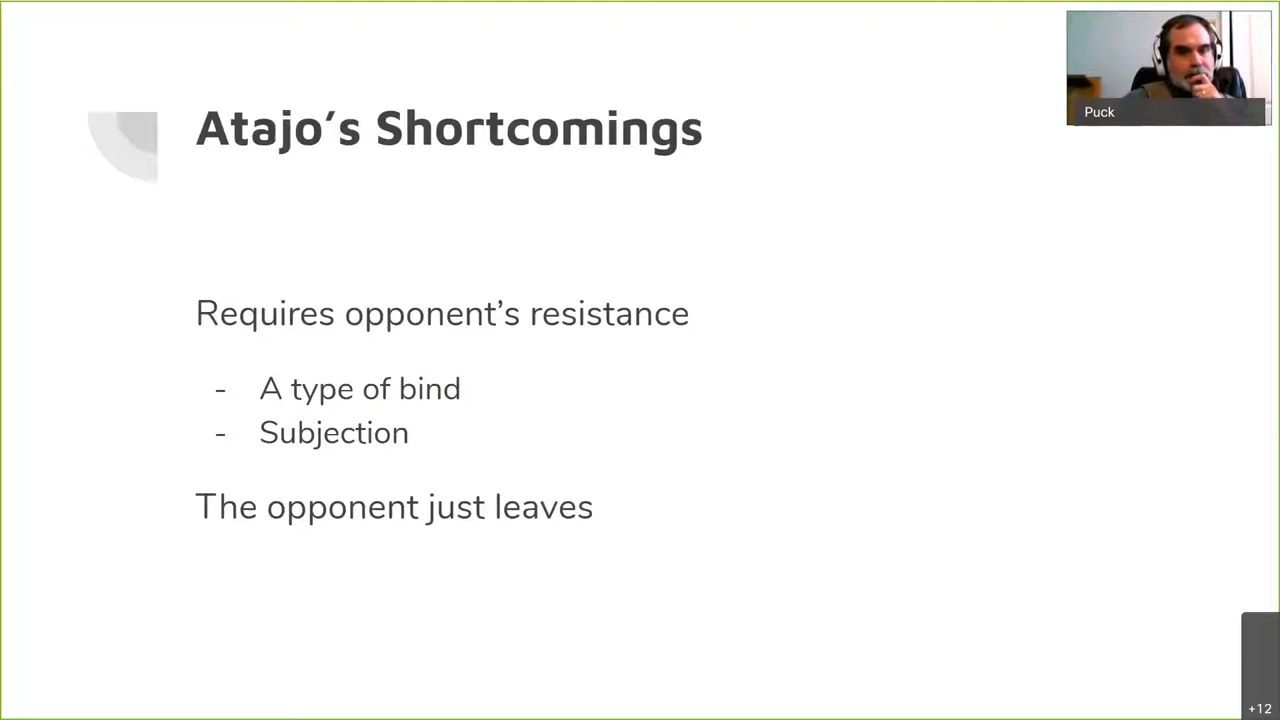 Atajo’s Shortcomings
Puck
Requires opponent’s resistance
- A type of bind
- Subjection
The opponent just leaves
+12